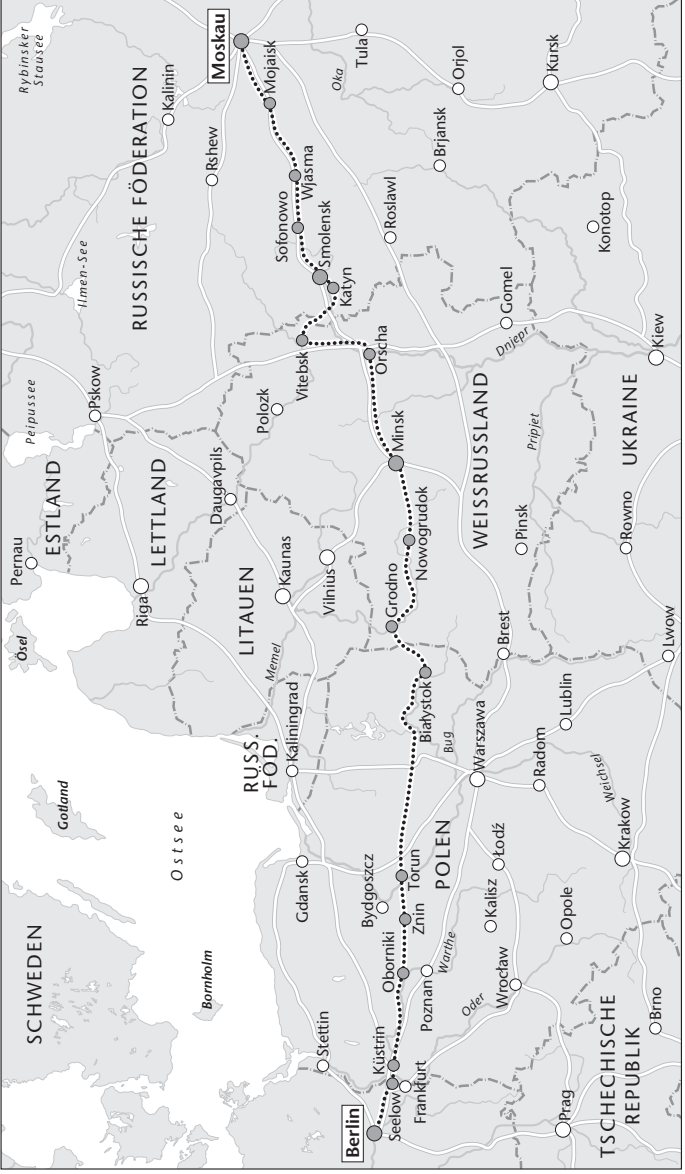 SCHWEDEN
Gotland
Ösel
Pernau
Peipussee
Rybinsker
Stausee
ESTLAND
Ostsee
Bornholm
Riga
LETTLAND
Pskow
Ilmen-See
RUSSISCHE FÖDERATION
Kalinin
RUSS.
FÖD.
LITAUEN
Daugavpils
Rshew
Moskau
Stettin
Gdansk
Kaliningrad
Memel
Kaunas
Vilnius
Polozk
Vitebsk
Sofonowo
Wjasma
Mojaisk
Smolensk
Katyn
Oka
Tula
Berlin
Seelow
Küstrin
Frankfurt
Oborniki
Bydgoszcz
Znin
Torun
Białystok
Grodno
Nowogrudok
Minsk
Orscha
Roslawl
Brjansk
Orjol
Poznan
Warthe
POLEN
Bug
Warszawa
Brest
WEISSRUSSLAND
Dnjepr
Gomel
Kursk
Oder
Wrocław
Kalisz
Łodź
Radom
Lublin
Pinsk
Pripjet
Konotop
Prag
Opole
Weichsel
Krakow
Rowno
UKRAINE
Kiew
TSCHECHISCHE
REPUBLIK
Brno
Lwow